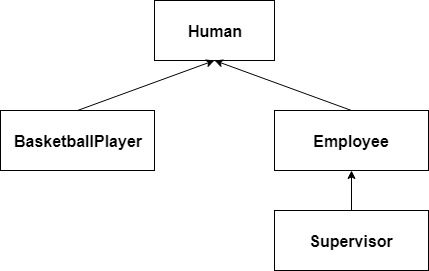 Human
BasketballPlayer
Employee
Supervisor